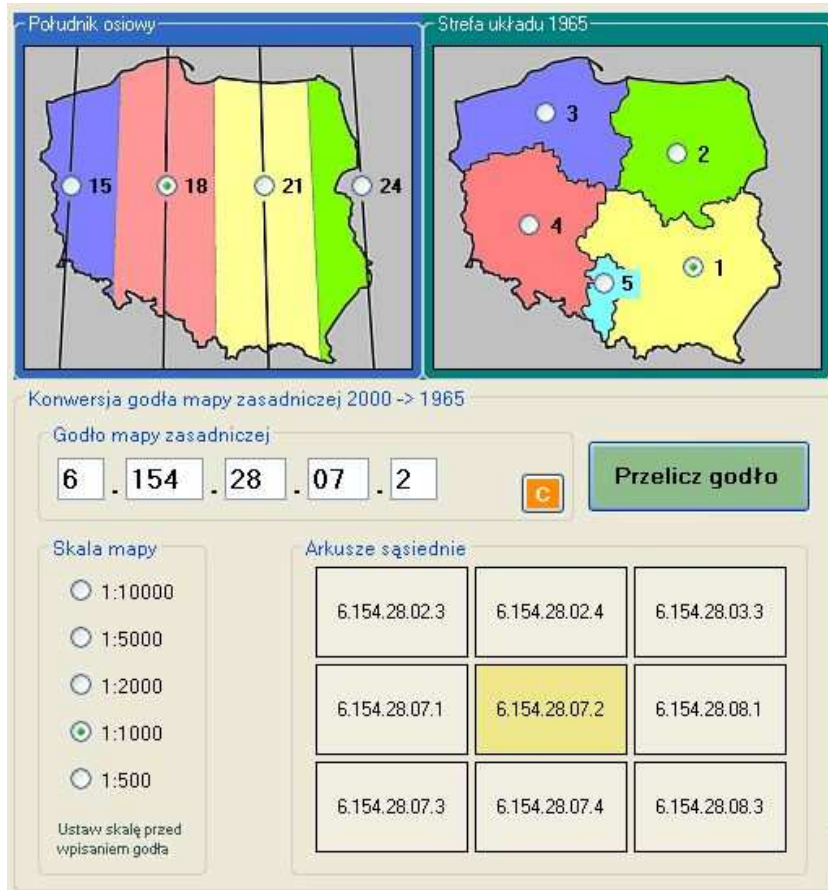 Południk osiowy
15
18
21
24
Strefa układu 1965
3
2
4
1
5
Konwersja godła mapy zasadniczej 2000 -> 1965
Godło mapy zasadniczej
6 . 154 . 28 . 07 . 2
C
Przelicz godło
Skala mapy
1:10000
1:5000
1:2000
1:1000
1:500
Ustaw skalę przed
wpisaniem godła
Arkusze sąsiednie
6.154.28.02.3 6.154.28.02.4 6.154.28.03.3
6.154.28.07.1 6.154.28.07.2 6.154.28.08.1
6.154.28.07.3 6.154.28.07.4 6.154.28.08.3